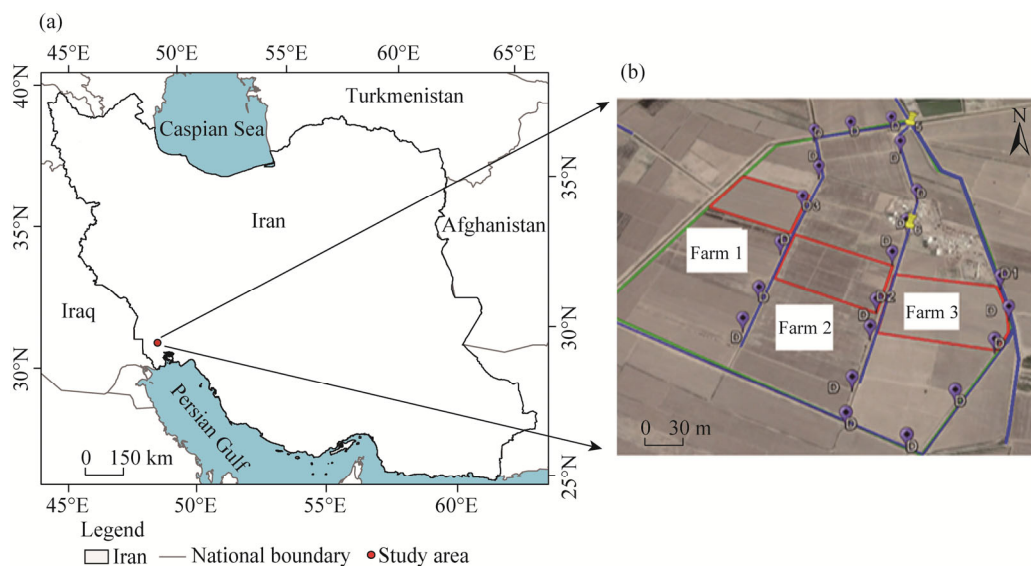 (a)
45°E 50°E 55°E 60°E 65°E
40°N
35°N
30°N
35°N
30°N
25°N
Caspian Sea
Turkmenistan
Iran
Afghanistan
Iraq
Persian Gulf
0 150 km
45°E 50°E 55°E 60°E
Legend
Iran National boundary Study area
(b)
N
D D D
D3
D1
D2
D D D D D D D D D D D
Farm 1
Farm 2
Farm 3
0 30 m